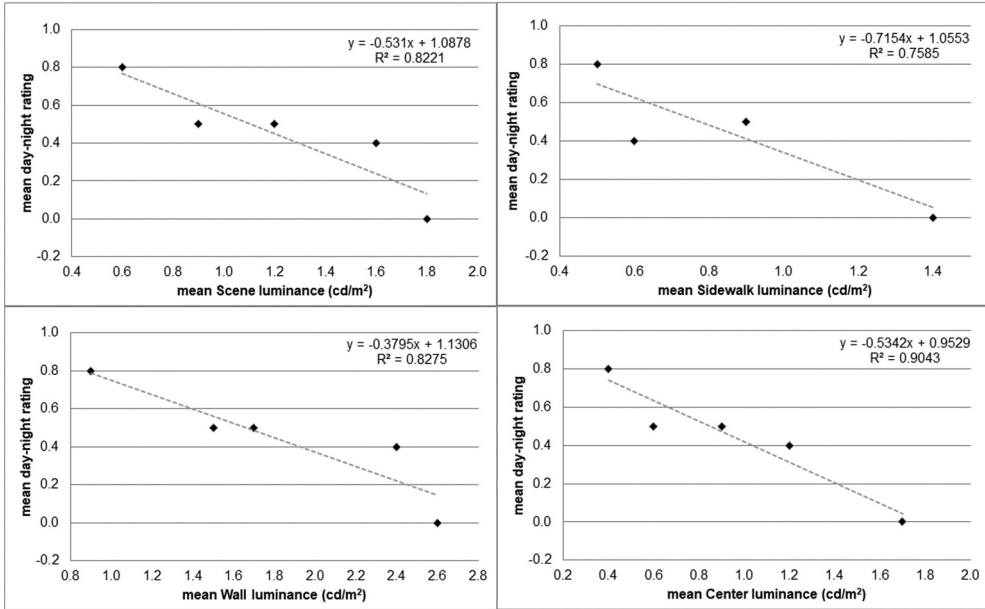 y = -0.531x + 1.0878
R² = 0.8221
1.0
0.8
0.6
0.4
0.2
0.0
-0.2
mean day-night rating
0.4 0.6 0.8 1.0 1.2 1.4 1.6 1.8 2.0
mean Scene luminance (cd/m²)
y = -0.7154x + 1.0553
R² = 0.7585
1.0
0.8
0.6
0.4
0.2
0.0
-0.2
mean day-night rating
0.4 0.6 0.8 1.0 1.2 1.4
mean Sidewalk luminance (cd/m²)
y = -0.3795x + 1.1306
R² = 0.8275
1.0
0.8
0.6
0.4
0.2
0.0
-0.2
mean day-night rating
0.8 1.0 1.2 1.4 1.6 1.8 2.0 2.2 2.4 2.6 2.8
mean Wall luminance (cd/m²)
y = -0.5342x + 0.9529
R² = 0.9043
1.0
0.8
0.6
0.4
0.2
0.0
-0.2
mean day-night rating
0.2 0.4 0.6 0.8 1.0 1.2 1.4 1.6 1.8 2.0
mean Center luminance (cd/m²)